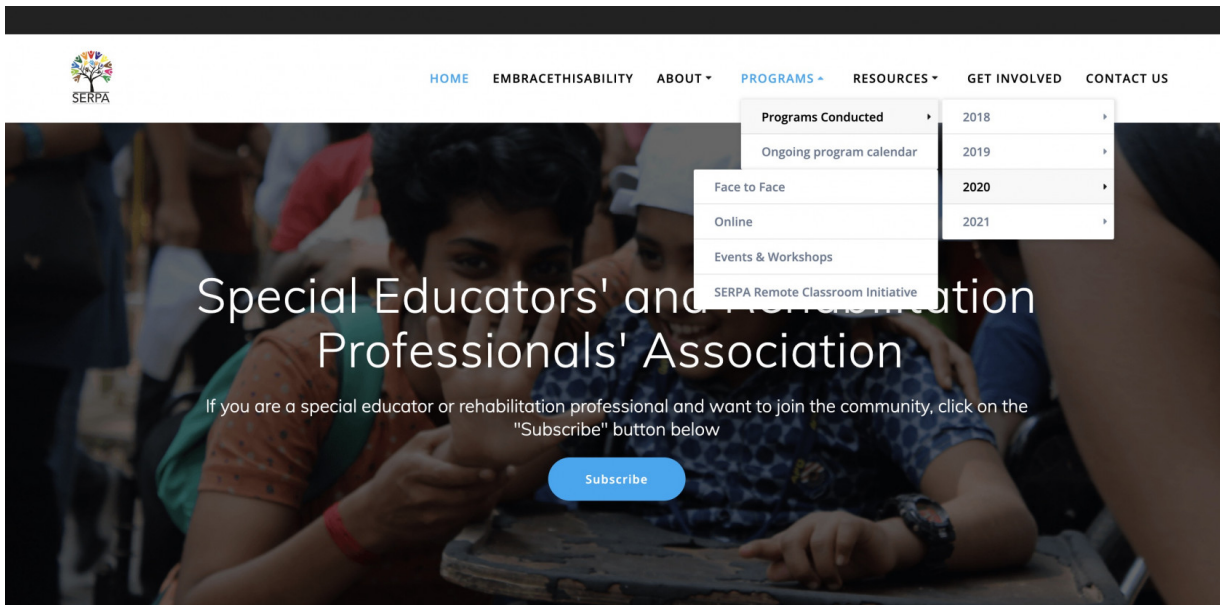 SERPA
HOME EMBRACETHISABILITY ABOUT PROGRAMS RESOURCES GET INVOLVED CONTACT US
Programs Conducted
Ongoing program calendar
2018
2019
2020
2021
Face to Face
Online
Events & Workshops
SERPA Remote Classroom Initiative
Special Educators' and Rehabilitation
Professionals' Association
If you are a special educator or rehabilitation professional and want to join the community, click on the
"Subscribe" button below
Subscribe